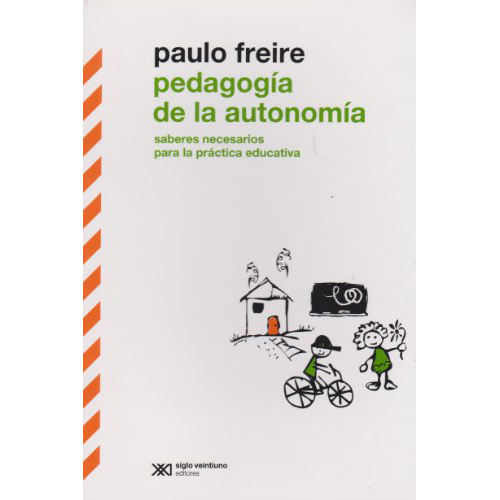 paulo freire
pedagogía
de la autonomía
saberes necesarios
para la práctica educativa
siglo veintiuno
editores